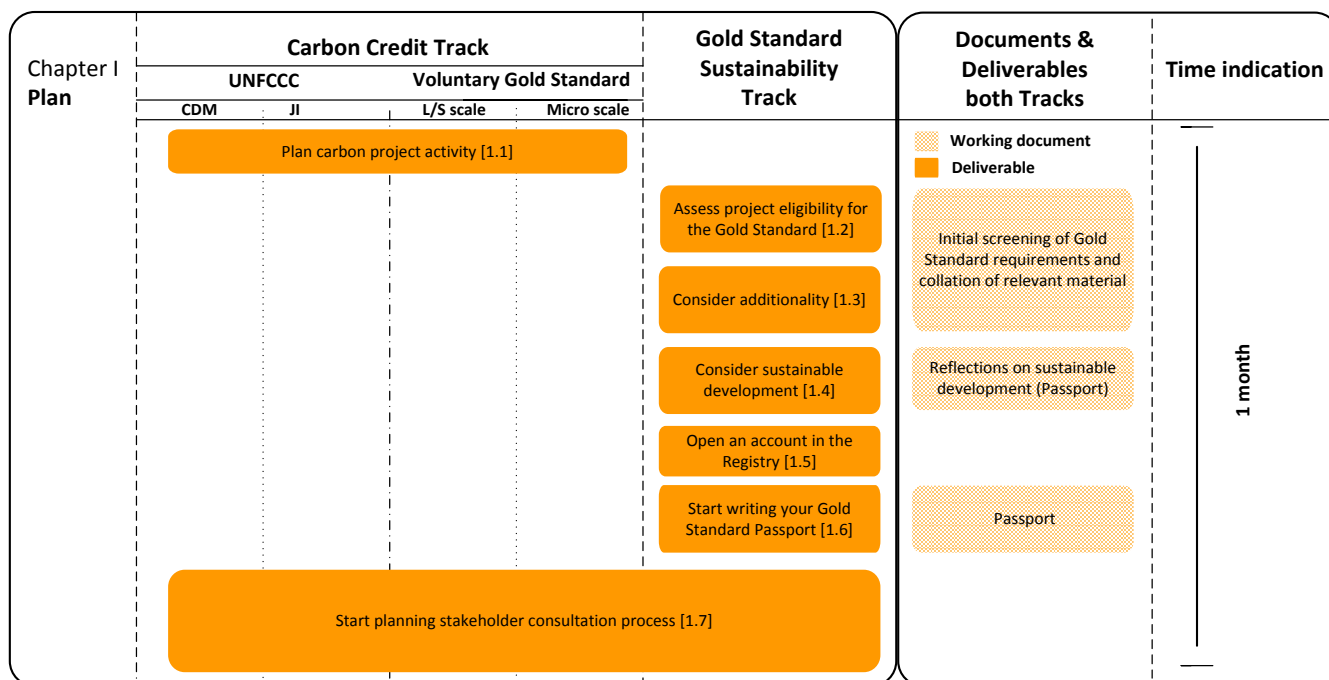 Chapter I
Plan
Carbon Credit Track
UNFCCC
Voluntary Gold Standard
CDM
JI
L/S scale
Micro scale
Gold Standard
Sustainability
Track
Documents &
Deliverables
both Tracks
Time indication
Plan carbon project activity [1.1]
Working document
Deliverable
Assess project eligibility for
the Gold Standard [1.2]
Initial screening of Gold
Standard requirements and
collation of relevant material
Consider additionality [1.3]
Consider sustainable
development [1.4]
Reflections on sustainable
development (Passport)
Open an account in the
Registry [1.5]
Start writing your Gold
Standard Passport [1.6]
Passport
Start planning stakeholder consultation process [1.7]
1 month